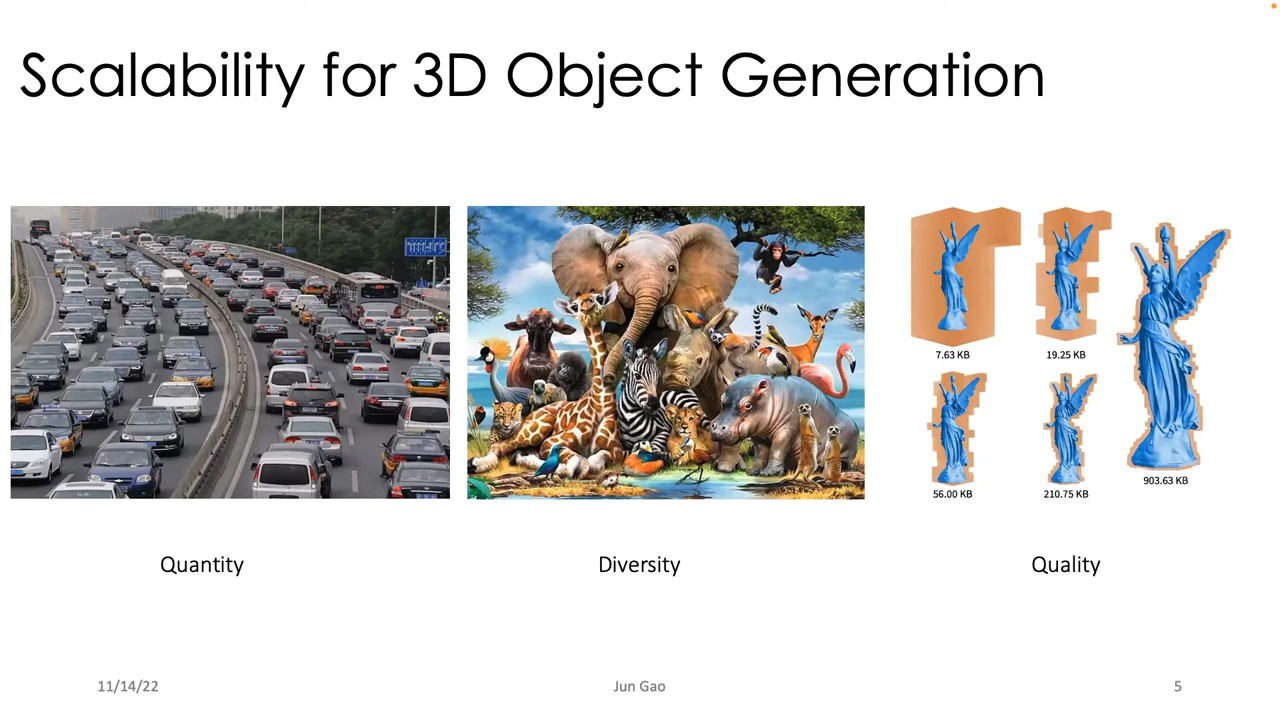 Scalability for 3D Object Generation
7.63 KB
19.25 KB
56.00 KB
210.75 KB
903.63 KB
Quantity
Diversity
Quality
11/14/22
Jun Gao
5